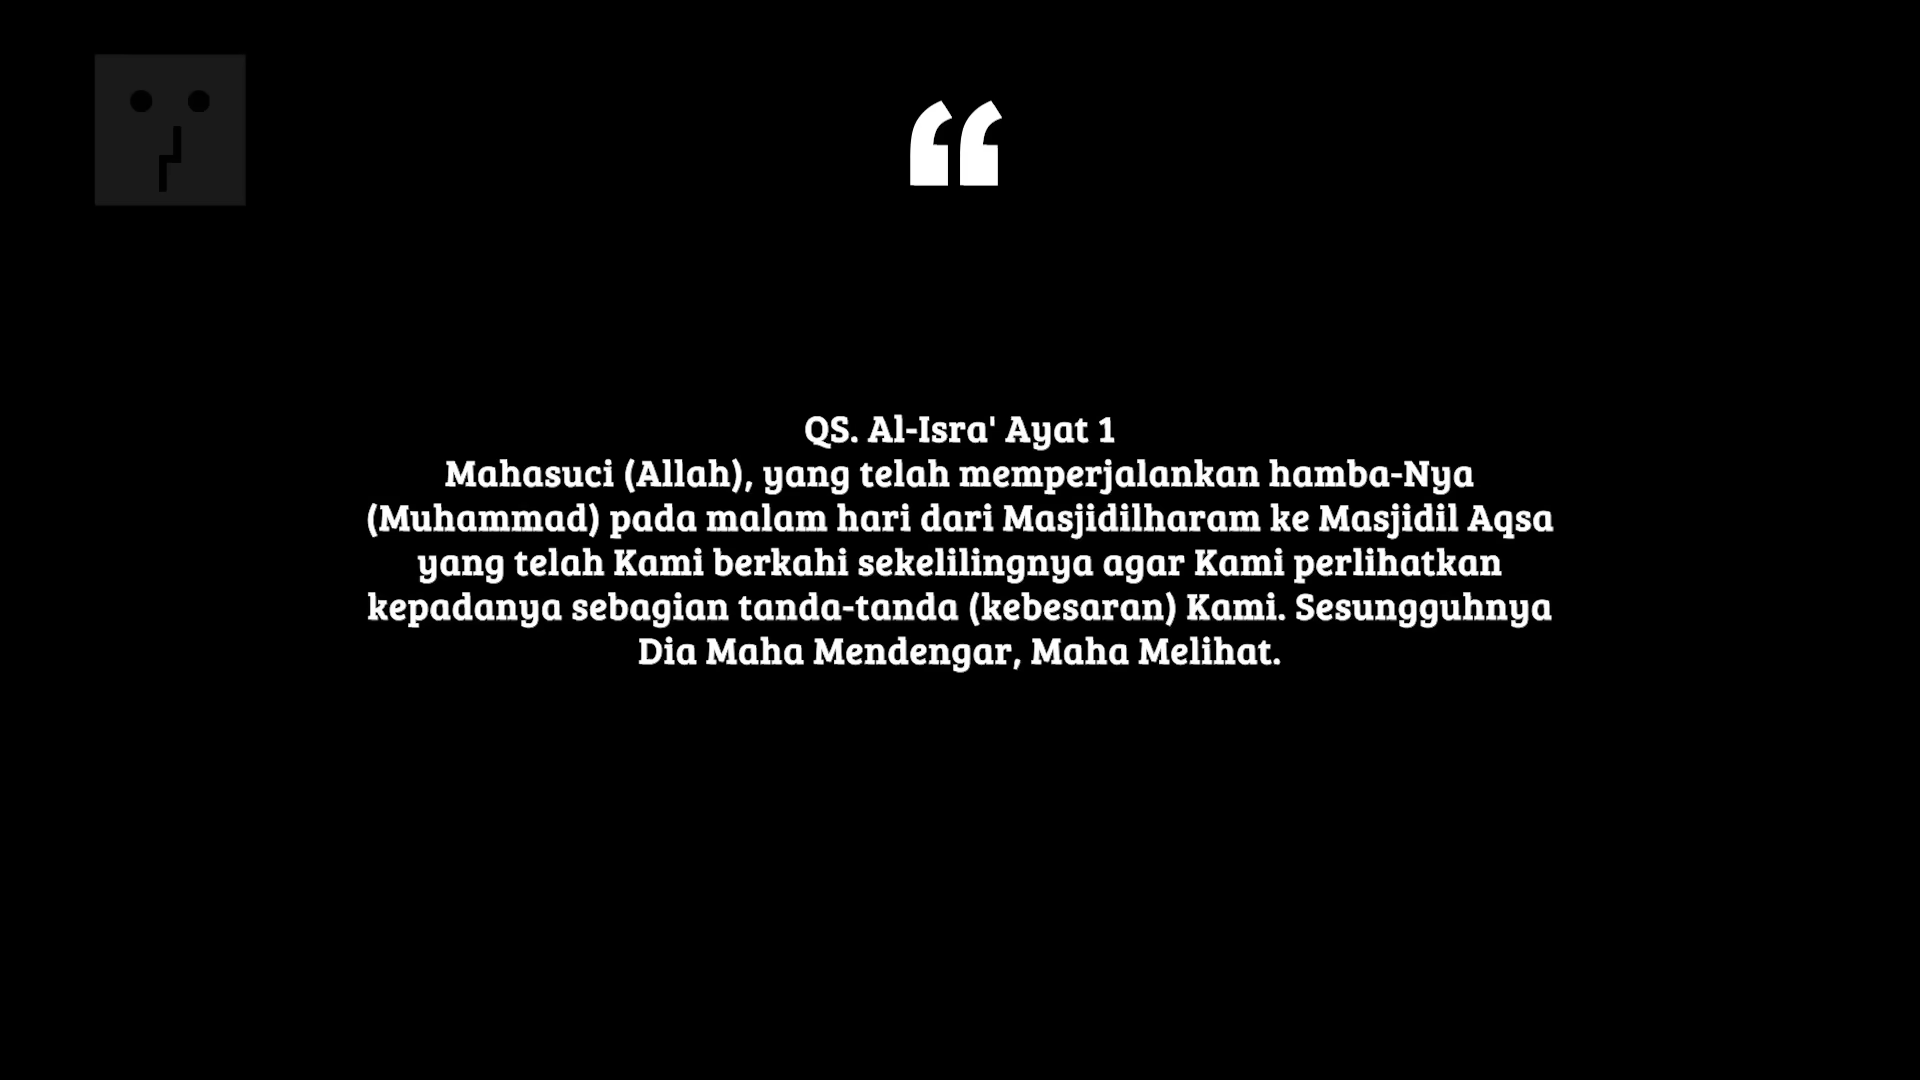 “
QS. Al-Isra' Ayat 1
Mahasuci (Allah), yang telah memperjalankan hamba-Nya
(Muhammad) pada malam hari dari Masjidilharam ke Masjidil Aqsa
yang telah Kami berkahi sekelilingnya agar Kami perlihatkan
kepadanya sebagian tanda-tanda (kebesaran) Kami. Sesungguhnya
Dia Maha Mendengar, Maha Melihat.